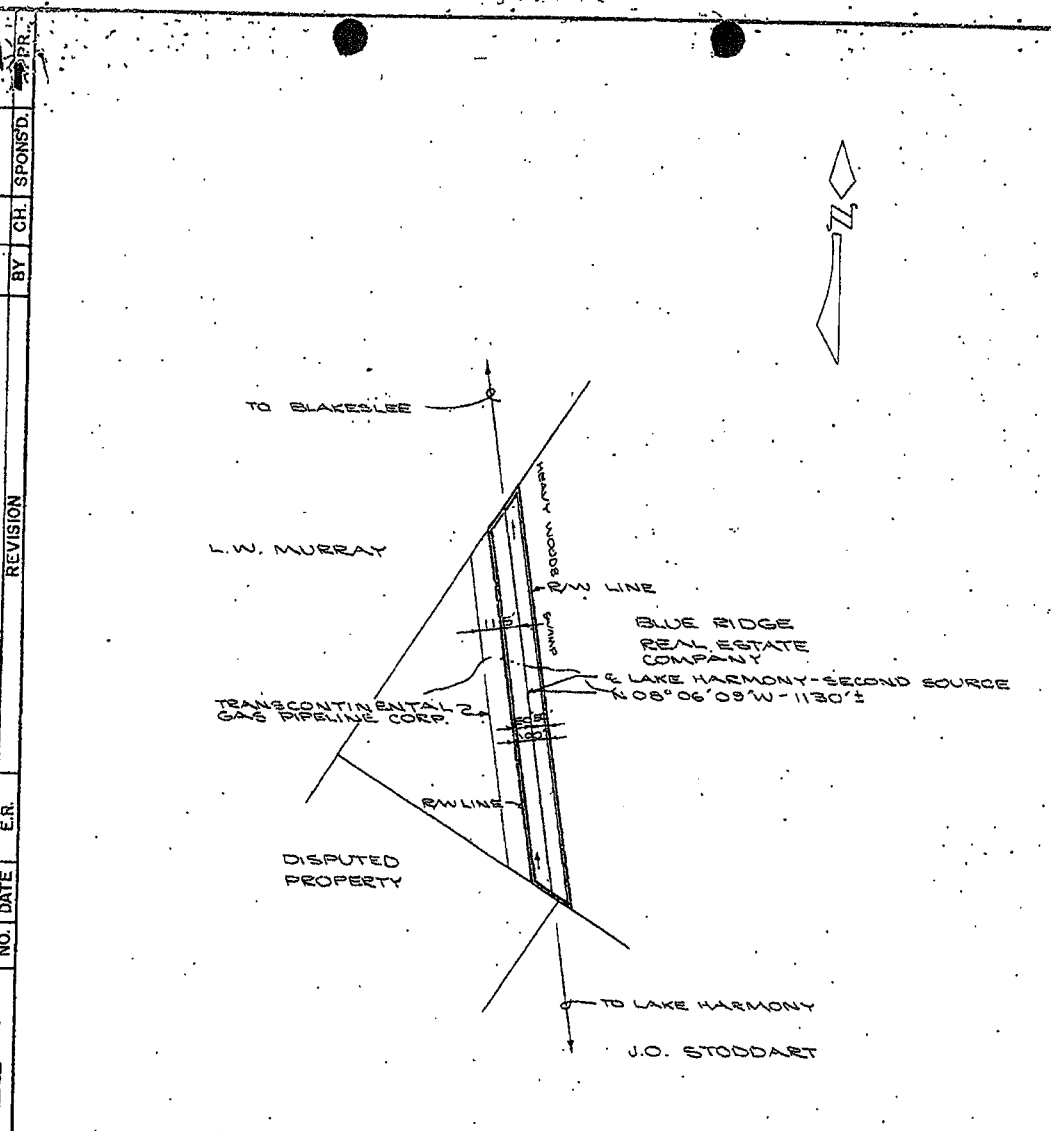 PR.
SPONS'D.
CH.
BY
REVISION
E.R.
DATE
NO.
N
TO BLAKESLEE
HEAVY WOODS
L.W. MURRAY
R/W LINE
SWAMP
BLUE RIDGE
REAL ESTATE
COMPANY
℄ LAKE HARMONY-SECOND SOURCE
N 08° 06' 09" W - 1130' ±
TRANSCONTINENTAL
GAS PIPELINE CORP.
50'
100'
R/W LINE
DISPUTED
PROPERTY
TO LAKE HARMONY
J.O. STODDART